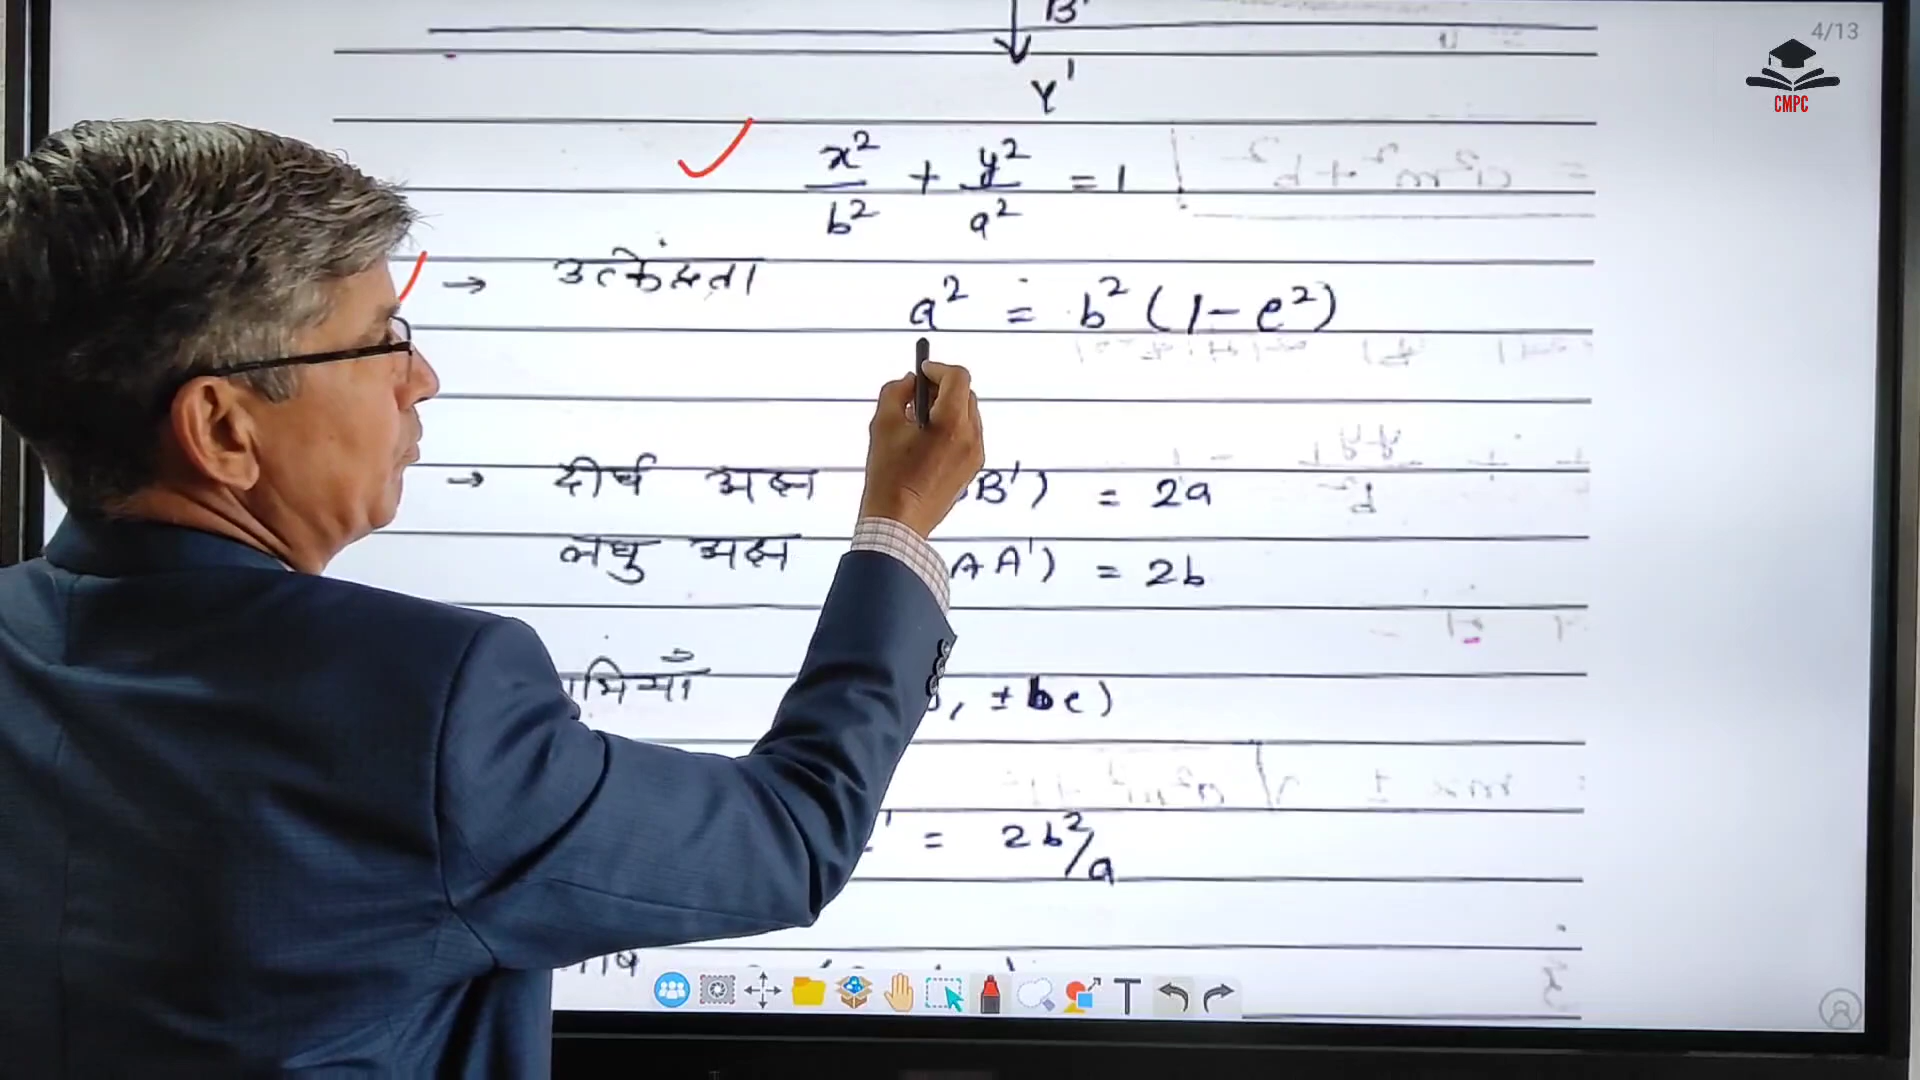 B'
4/13
CMPC
Y'
x²/b² + y²/a² = 1
→ उत्केंद्रता a² = b² (1 - e²)
→ दीर्घ अक्ष BB') = 2a
लघु अक्ष AA') = 2b
भियाँ , ± be)
' = 2b²/a
T